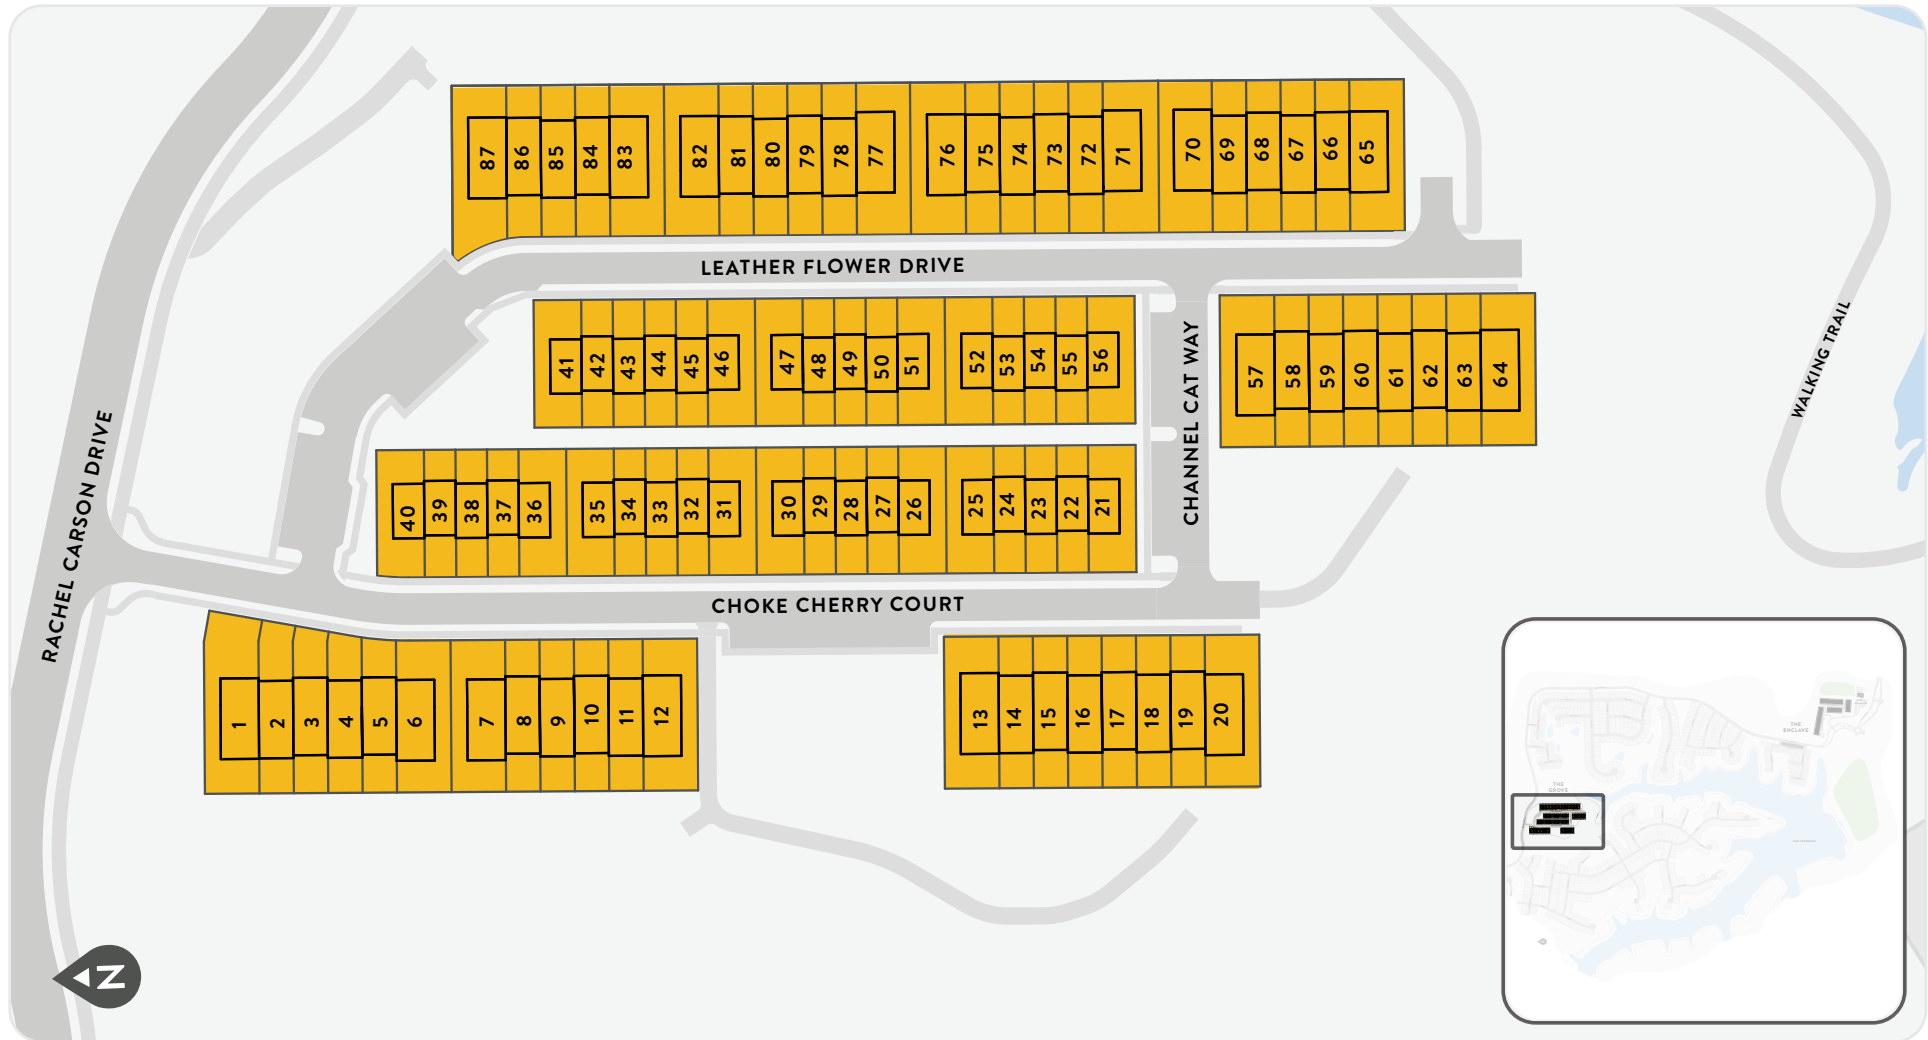 87 86 85 84 83 82 81 80 79 78 77 76 75 74 73 72 71 70 69 68 67 66 65
LEATHER FLOWER DRIVE
41 42 43 44 45 46 47 48 49 50 51 52 53 54 55 56
CHANNEL CAT WAY
57 58 59 60 61 62 63 64
WALKING TRAIL
RACHEL CARSON DRIVE
40 39 38 37 36 35 34 33 32 31 30 29 28 27 26 25 24 23 22 21
CHOKE CHERRY COURT
1 2 3 4 5 6 7 8 9 10 11 12
13 14 15 16 17 18 19 20
THE
ENCLAVE
THE
GROVE
N